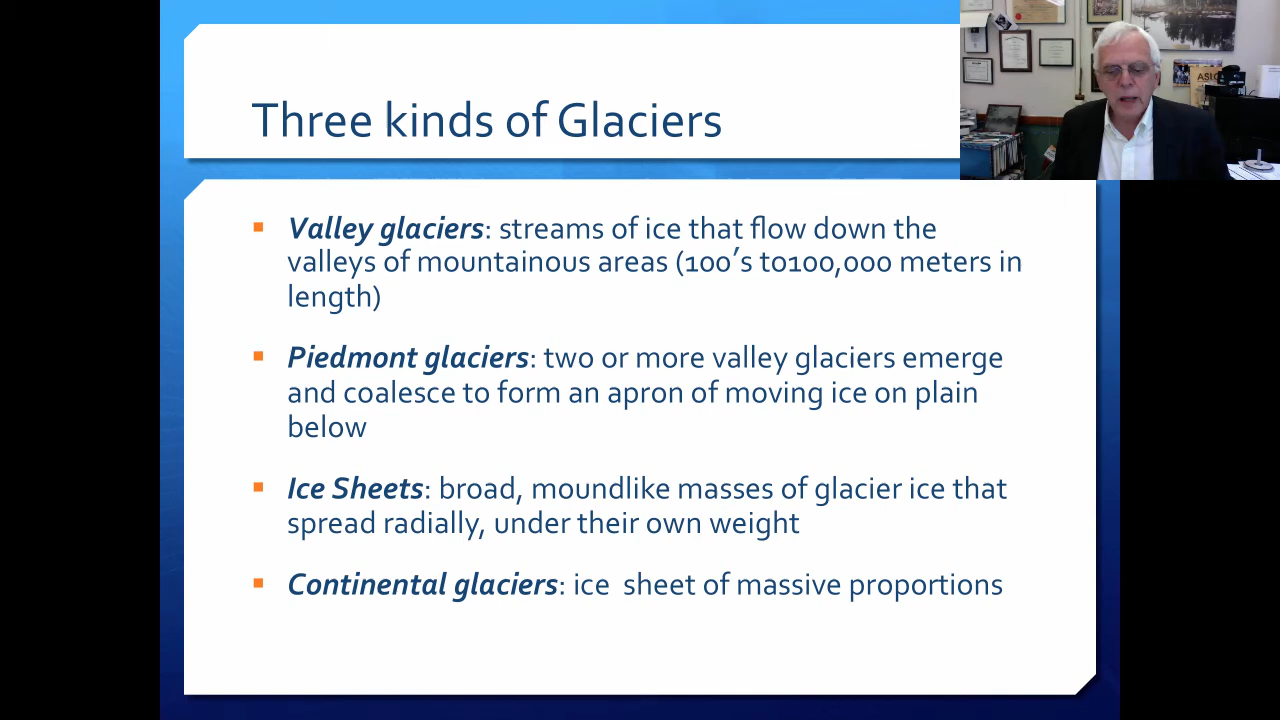 Three kinds of Glaciers
Valley glaciers: streams of ice that flow down the
valleys of mountainous areas (100's to100,000 meters in
length)
Piedmont glaciers: two or more valley glaciers emerge
and coalesce to form an apron of moving ice on plain
below
Ice Sheets: broad, moundlike masses of glacier ice that
spread radially, under their own weight
Continental glaciers: ice  sheet of massive proportions